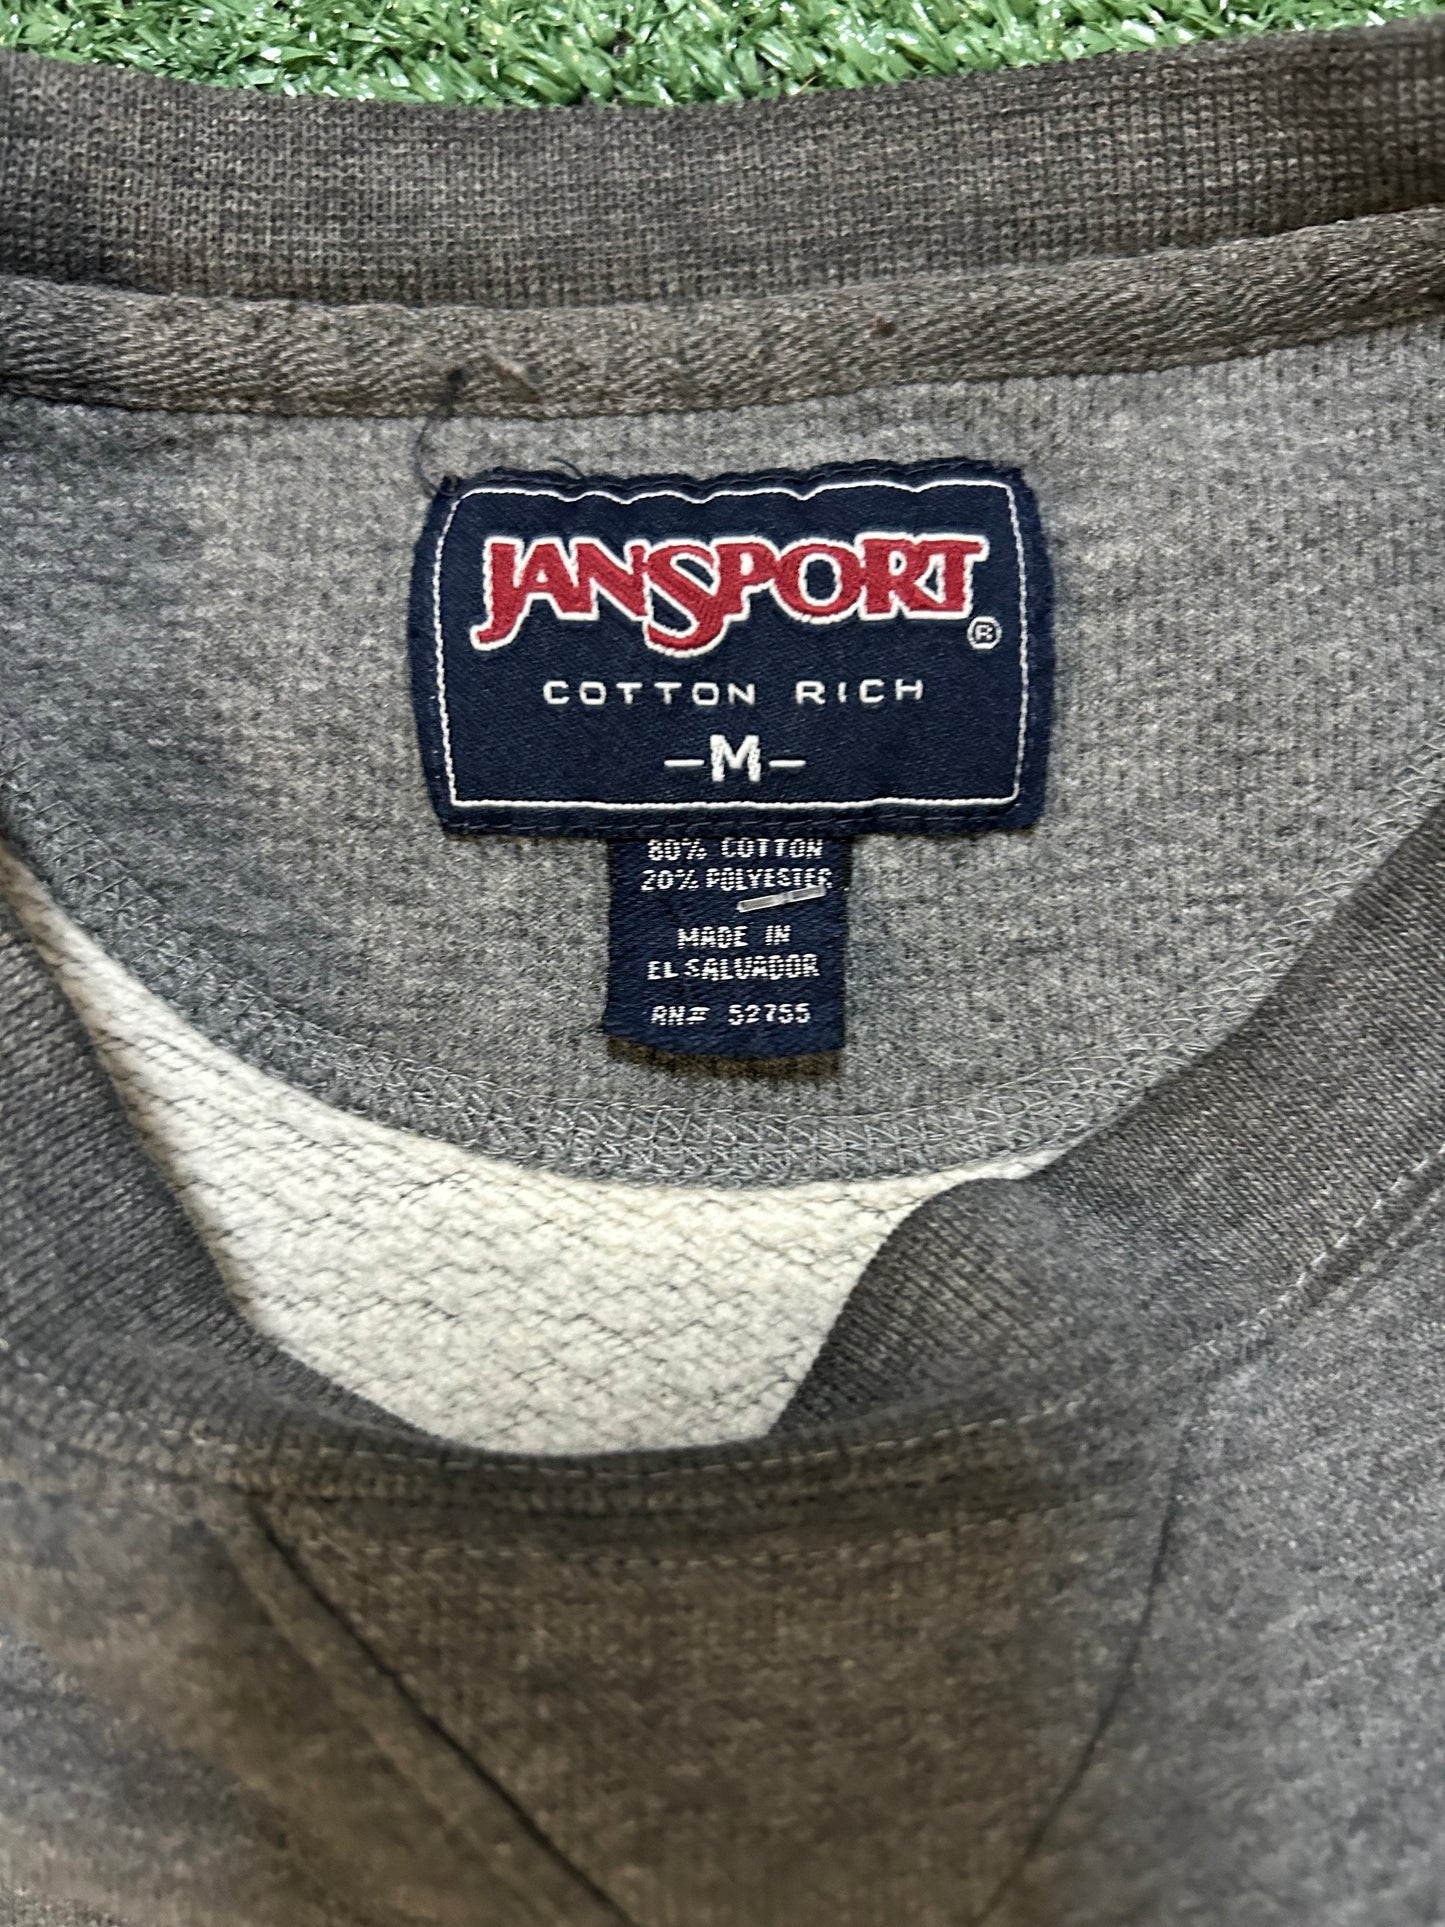 JANSPORT®
COTTON RICH
-M-
80% COTTON
20% POLYESTER
MADE IN
EL SALVADOR
RN# 52755